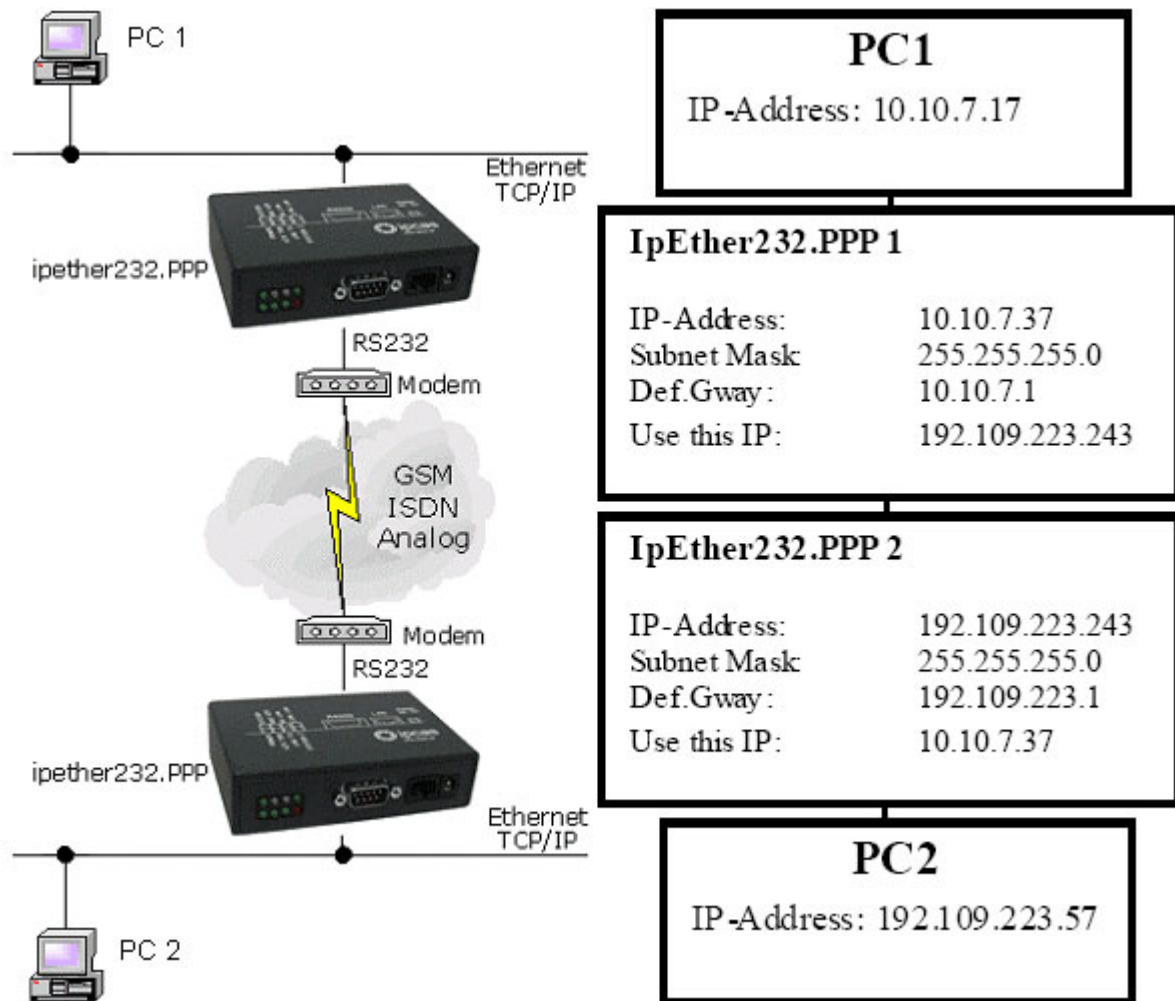 PC 1
Ethernet
TCP/IP
ipether232.PPP
RS232
Modem
GSM
ISDN
Analog
Modem
RS232
ipether232.PPP
Ethernet
TCP/IP
PC 2
PC1
IP-Address: 10.10.7.17
IpEther232.PPP 1
IP-Address: 10.10.7.37
Subnet Mask 255.255.255.0
Def.Gway: 10.10.7.1
Use this IP: 192.109.223.243
IpEther232.PPP 2
IP-Address: 192.109.223.243
Subnet Mask 255.255.255.0
Def.Gway: 192.109.223.1
Use this IP: 10.10.7.37
PC2
IP-Address: 192.109.223.57